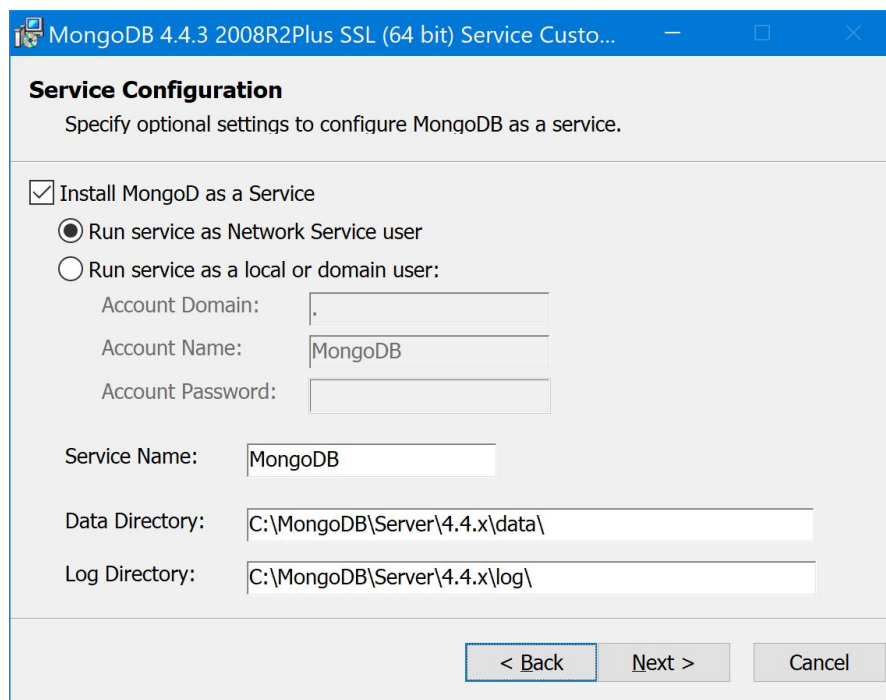 MongoDB 4.4.3 2008R2Plus SSL (64 bit) Service Custo...
Service Configuration
Specify optional settings to configure MongoDB as a service.
Install MongoD as a Service
Run service as Network Service user
Run service as a local or domain user:
Account Domain: .
Account Name: MongoDB
Account Password:
Service Name: MongoDB
Data Directory: C:\MongoDB\Server\4.4.x\data\
Log Directory: C:\MongoDB\Server\4.4.x\log\
< Back Next > Cancel